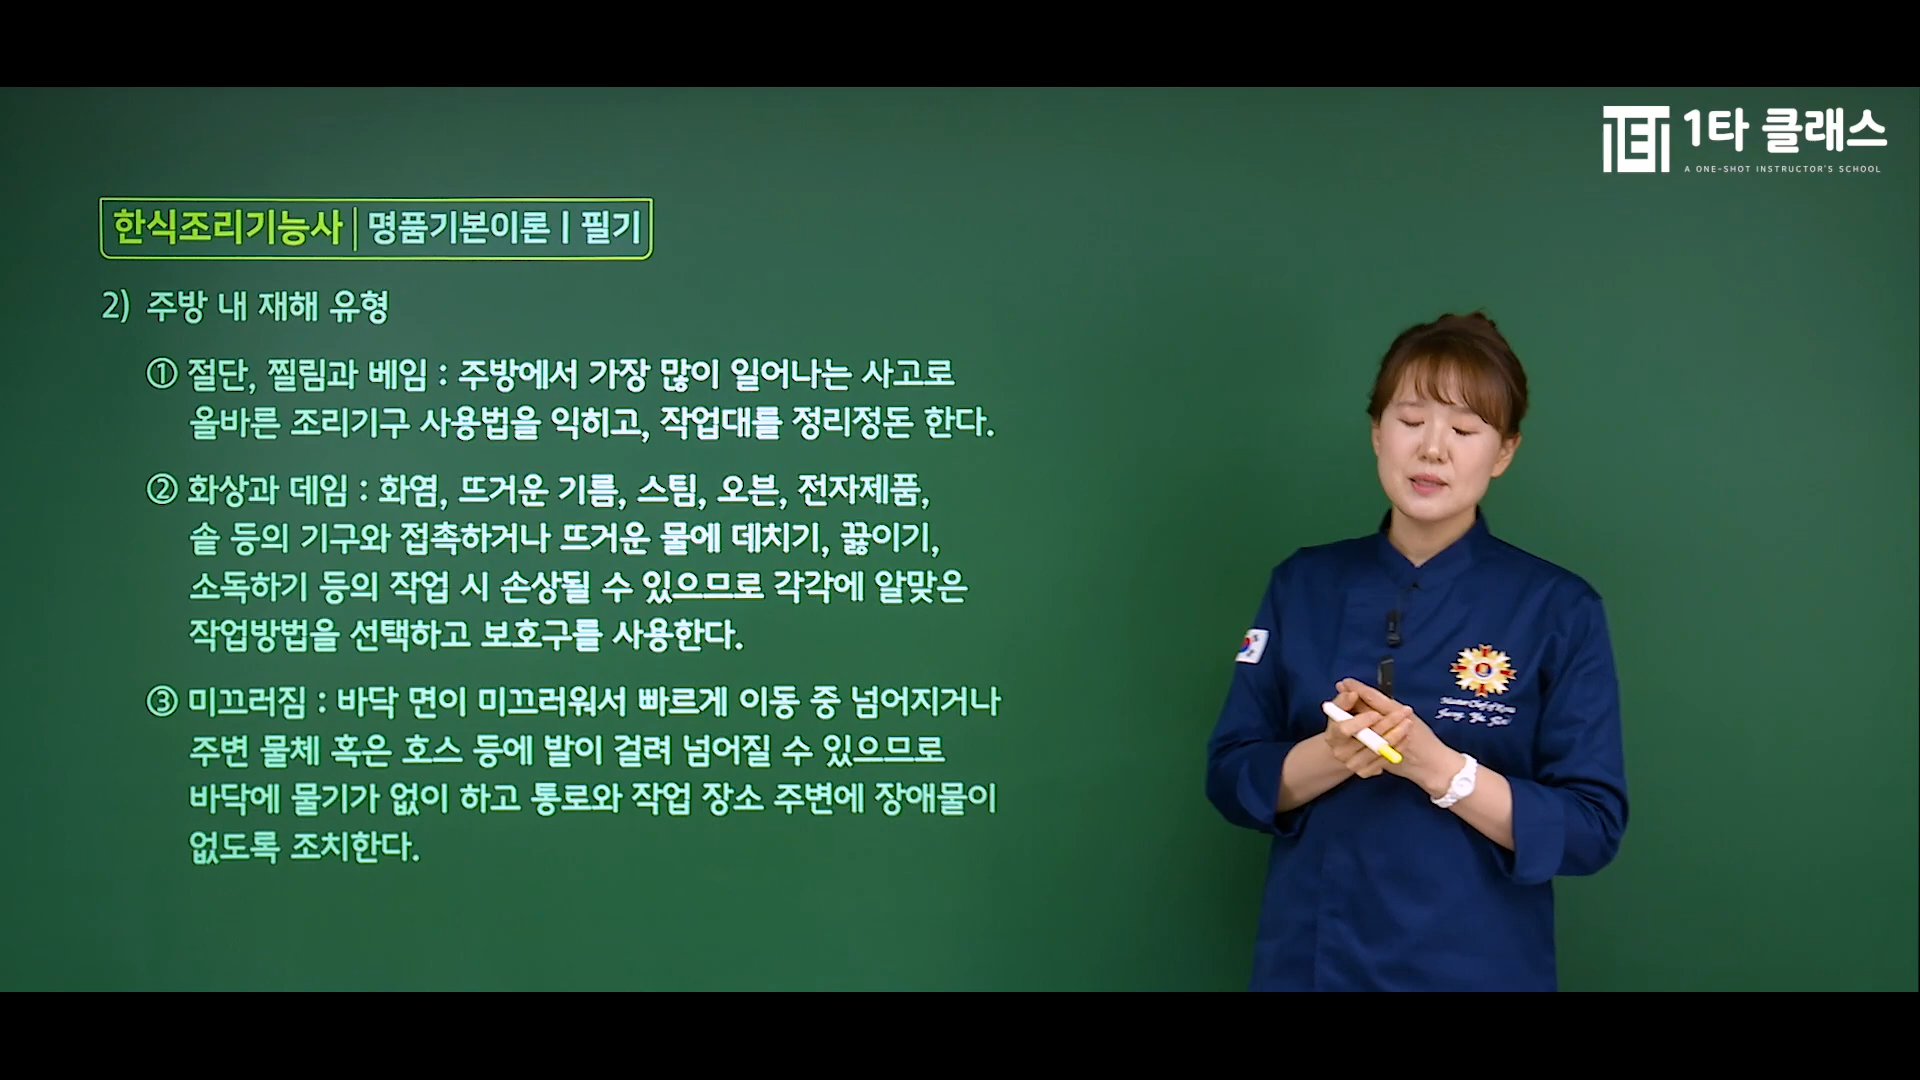 1타 클래스
A ONE-SHOT INSTRUCTOR'S SCHOOL
한식조리기능사 | 명품기본이론 | 필기
2) 주방 내 재해 유형
① 절단, 찔림과 베임 : 주방에서 가장 많이 일어나는 사고로
올바른 조리기구 사용법을 익히고, 작업대를 정리정돈 한다.
② 화상과 데임 : 화염, 뜨거운 기름, 스팀, 오븐, 전자제품,
솥 등의 기구와 접촉하거나 뜨거운 물에 데치기, 끓이기,
소독하기 등의 작업 시 손상될 수 있으므로 각각에 알맞은
작업방법을 선택하고 보호구를 사용한다.
③ 미끄러짐 : 바닥 면이 미끄러워서 빠르게 이동 중 넘어지거나
주변 물체 혹은 호스 등에 발이 걸려 넘어질 수 있으므로
바닥에 물기가 없이 하고 통로와 작업 장소 주변에 장애물이
없도록 조치한다.
Master Chef of Korea